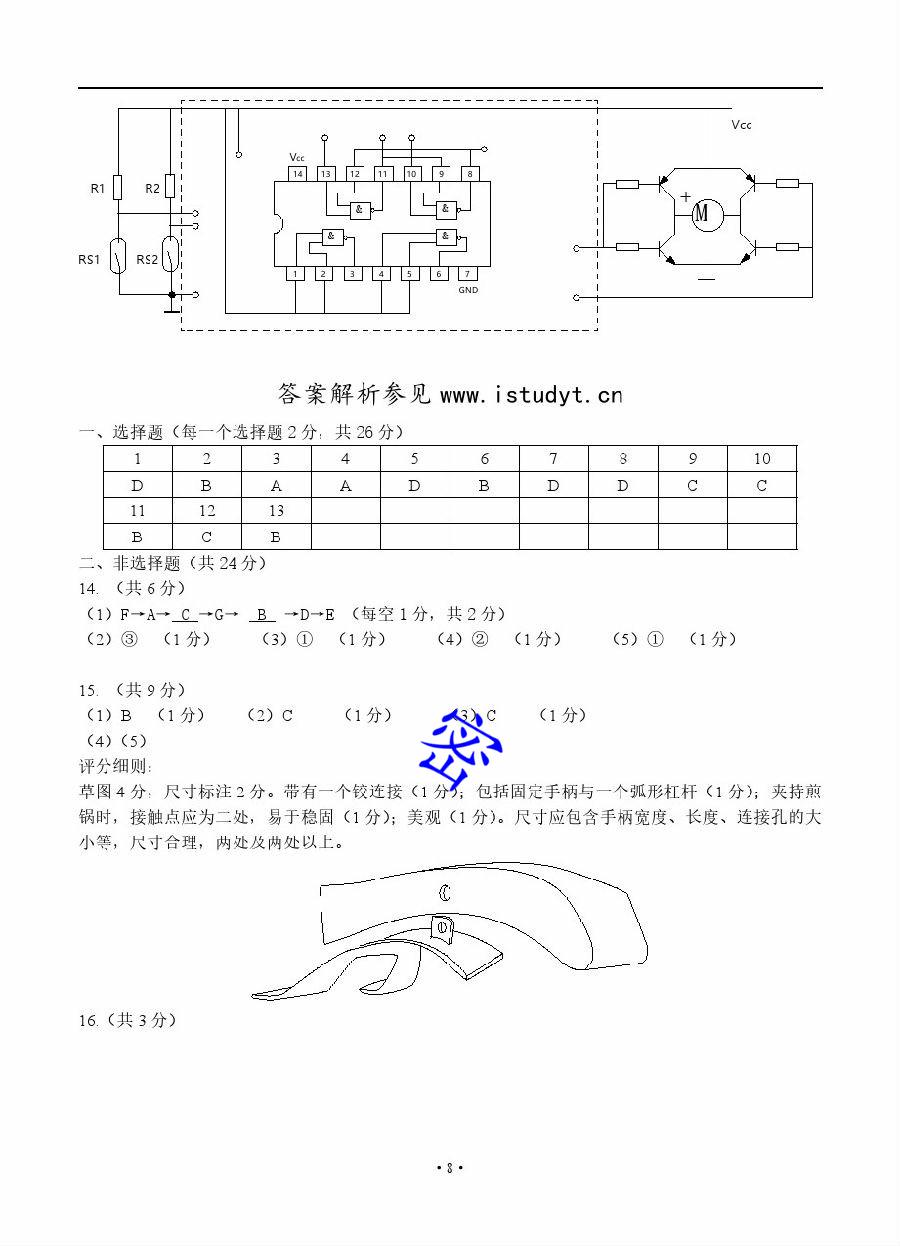 Vcc
Vcc
14 13 12 11 10 9 8
R1 R2
& &
+ M
& &
RS1 RS2
—
1 2 3 4 5 6 7
GND
答案解析参见 www.istudyt.cn
一、选择题（每一个选择题 2 分，共 26 分）
1 2 3 4 5 6 7 8 9 10
D B A A D B D D C C
11 12 13
B C B
二、非选择题（共 24 分）
14. （共 6 分）
（1）F→A→ C →G→ B →D→E （每空 1 分，共 2 分）
（2）③ （1 分） （3）① （1 分） （4）② （1 分） （5）① （1 分）
15. （共 9 分）
（1）B （1 分） （2）C （1 分） （3）C （1 分）
密
（4）（5）
评分细则：
草图 4 分，尺寸标注 2 分。带有一个铰连接（1 分）；包括固定手柄与一个弧形杠杆（1 分）；夹持煎
锅时，接触点应为二处，易于稳固（1 分）；美观（1 分）。尺寸应包含手柄宽度、长度、连接孔的大
小等，尺寸合理，两处及两处以上。
16.（共 3 分）
·8·